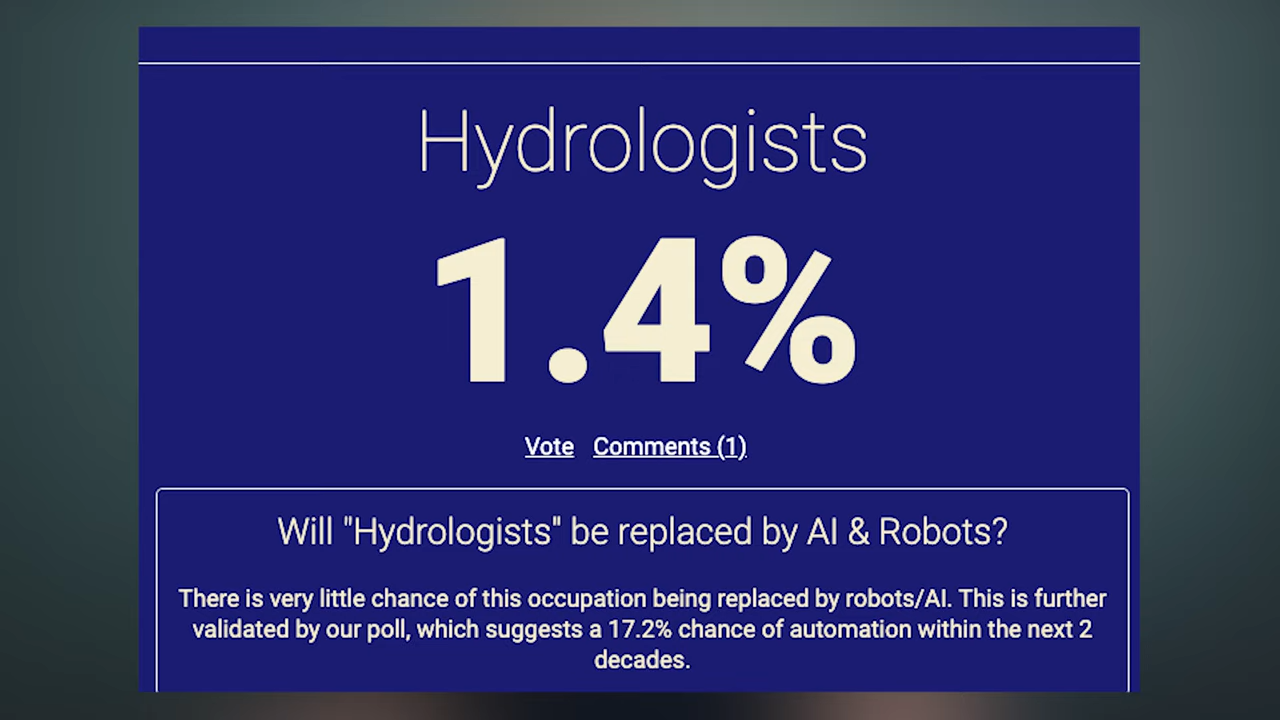 Hydrologists
1.4%
Vote Comments (1)
Will "Hydrologists" be replaced by AI & Robots?
There is very little chance of this occupation being replaced by robots/AI. This is further
validated by our poll, which suggests a 17.2% chance of automation within the next 2
decades.